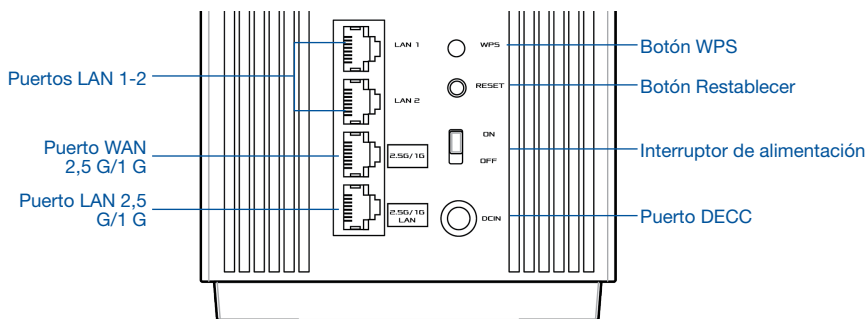 Puertos LAN 1-2
Puerto WAN
2,5 G/1 G
Puerto LAN 2,5
G/1 G
LAN 1
LAN 2
2.5G/1G
2.5G/1G
LAN
WPS
RESET
ON
OFF
DCIN
Botón WPS
Botón Restablecer
Interruptor de alimentación
Puerto DECC